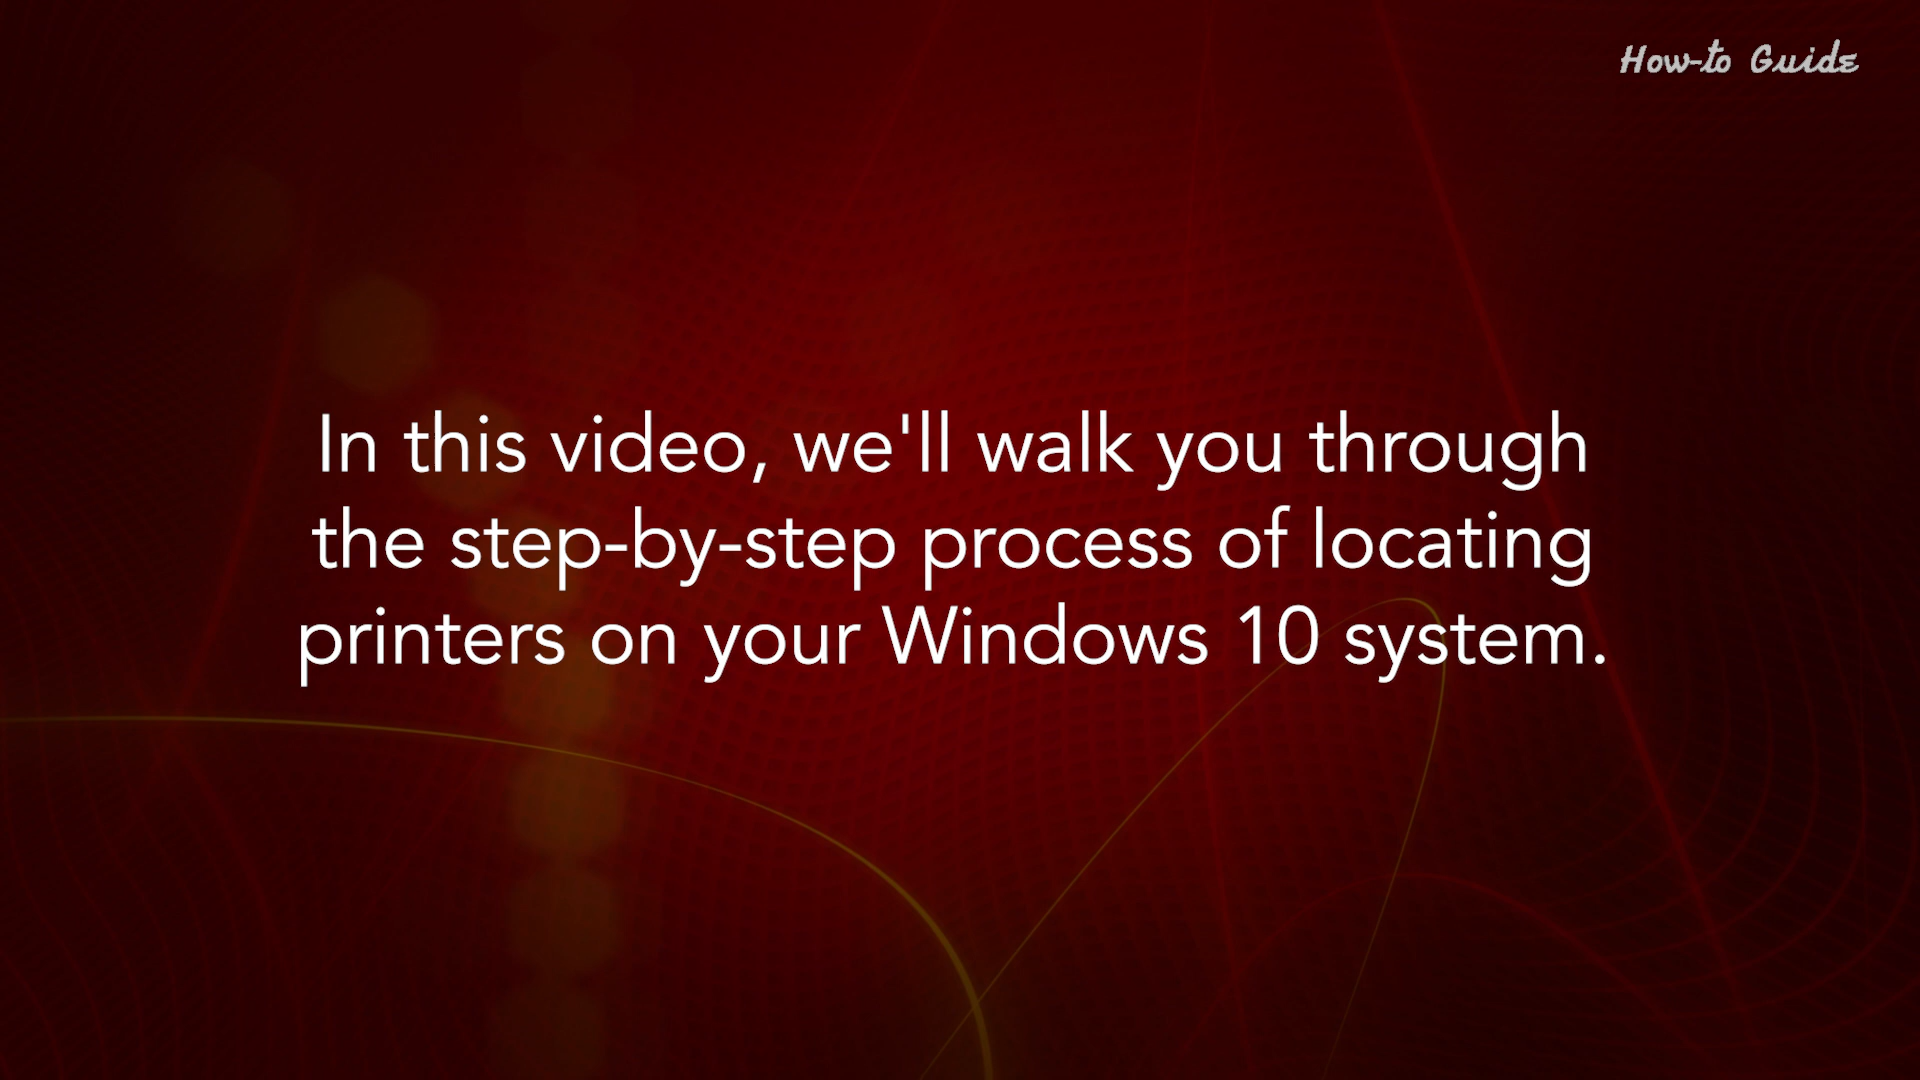 How-to Guide
In this video, we'll walk you through
the step-by-step process of locating
printers on your Windows 10 system.